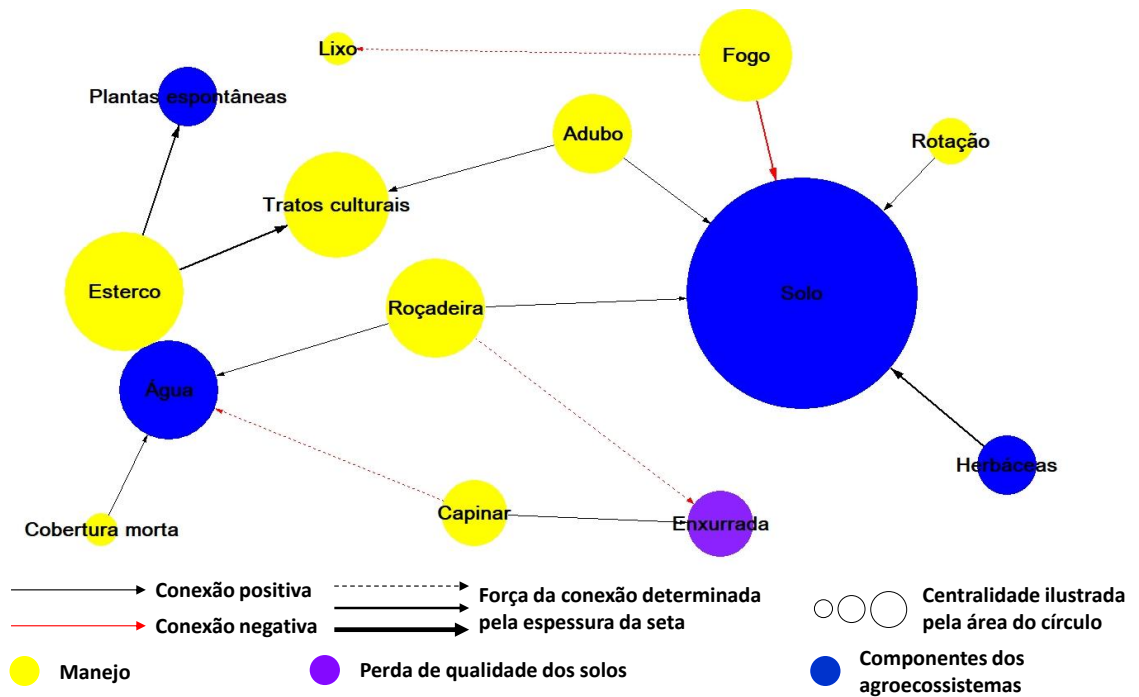 Lixo
Fogo
Plantas espontâneas
Adubo
Rotação
Tratos culturais
Esterco
Roçadeira
Solo
Água
Herbáceas
Cobertura morta
Capinar
Enxurrada
Conexão positiva
Conexão negativa
Força da conexão determinada
pela espessura da seta
Centralidade ilustrada
pela área do círculo
Manejo
Perda de qualidade dos solos
Componentes dos
agroecossistemas